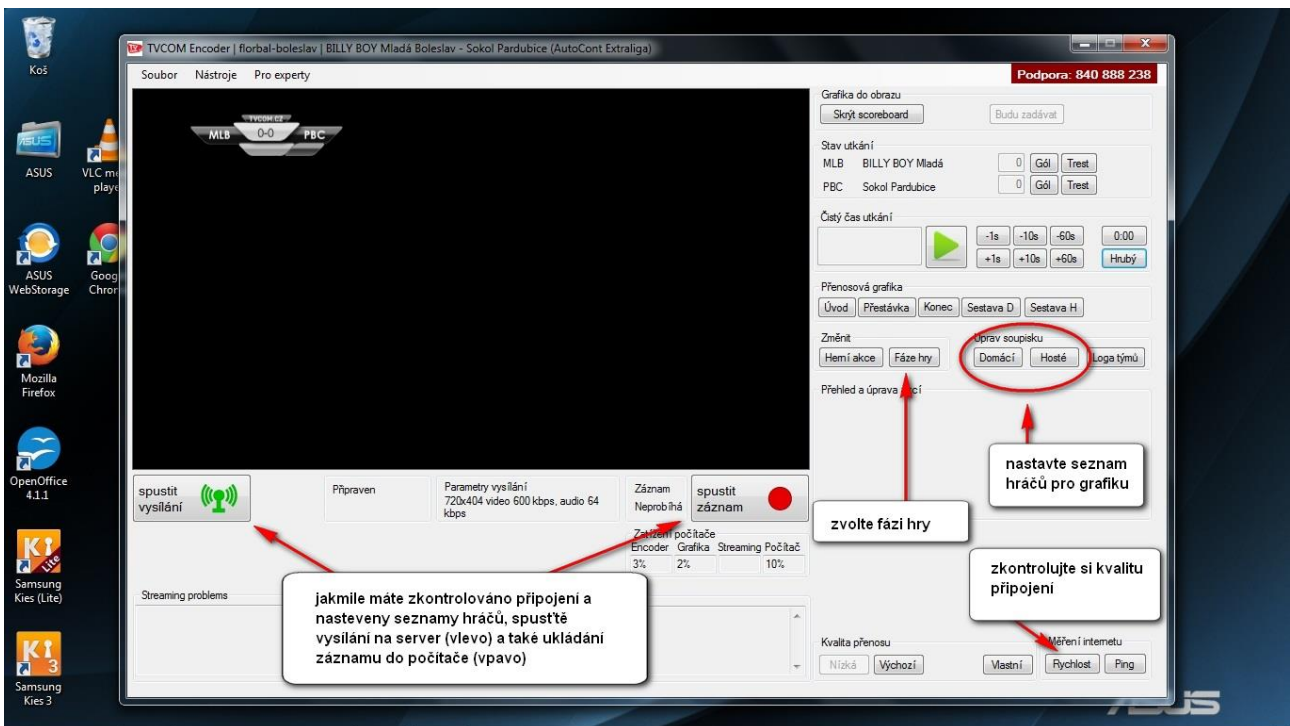 Koš
ASUS
VLC me
playe
ASUS
WebStorage
Goog
Chror
Mozilla
Firefox
OpenOffice
4.1.1
Samsung
Kies (Lite)
Samsung
Kies 3
TVCOM Encoder | florbal-boleslav | BILLY BOY Mladá Boleslav - Sokol Pardubice (AutoCont Extraliga)
Soubor Nástroje Pro experty
Podpora: 840 888 238
TVCOM.CZ
MLB 0-0 PBC
Grafika do obrazu
Skrýt scoreboard Budu zadávat
Stav utkání
MLB BILLY BOY Mladá 0 Gól Trest
PBC Sokol Pardubice 0 Gól Trest
Čistý čas utkání
-1s -10s -60s 0:00
+1s +10s +60s Hrubý
Přenosová grafika
Úvod Přestávka Konec Sestava D Sestava H
Změnit Uprav soupisku
Herní akce Fáze hry Domácí Hosté Loga týmů
Přehled a úprava akcí
nastavte seznam
hráčů pro grafiku
zvolte fázi hry
zkontrolujte si kvalitu
připojení
spustit
vysílání
Připraven
Parametry vysílání
720x404 video 600 kbps, audio 64
kbps
Záznam
Neprobíhá
spustit
záznam
Zatížení počítače
Encoder Grafika Streaming Počítač
3% 2% 10%
Streaming problems
jakmile máte zkontrolováno připojení a
nasteveny seznamy hráčů, spusťtě
vysílání na server (vlevo) a také ukládání
záznamu do počítače (vpavo)
Kvalita přenosu Měření internetu
Nízká Výchozí Vlastní Rychlost Ping
ASUS